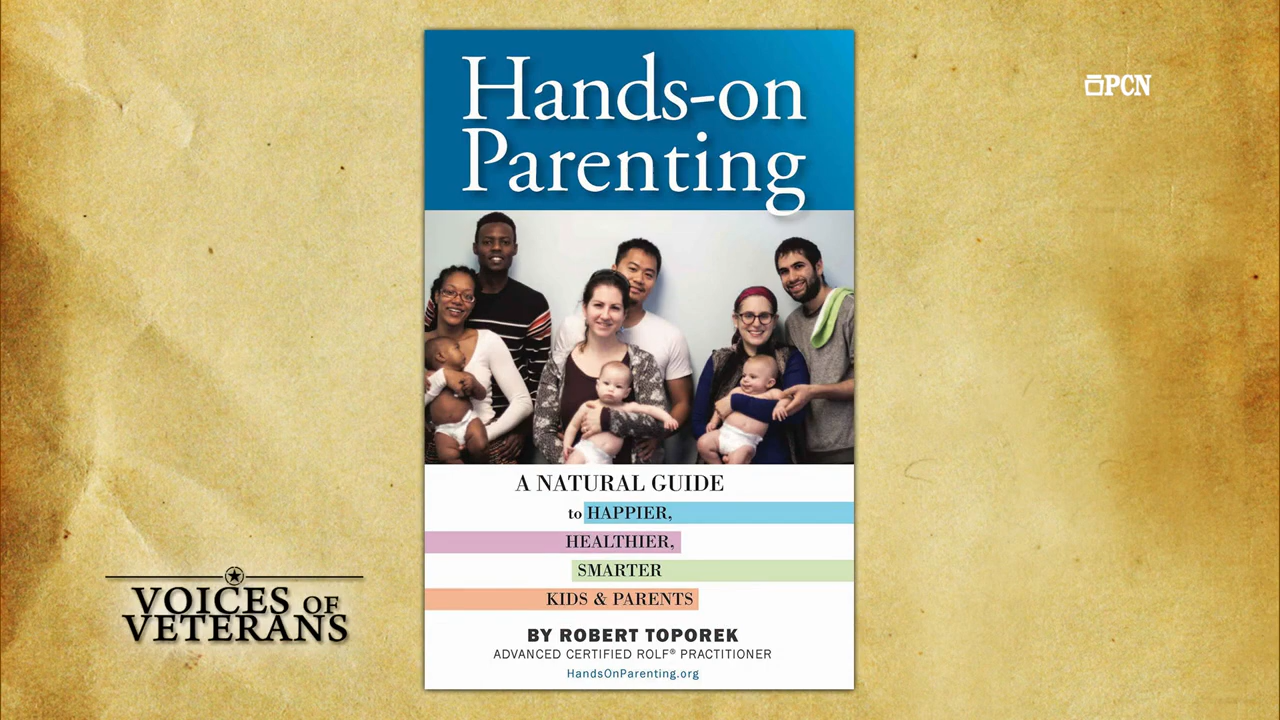 Hands-on
Parenting
PCN
A NATURAL GUIDE
to HAPPIER,
HEALTHIER,
SMARTER
KIDS & PARENTS
BY ROBERT TOPOREK
ADVANCED CERTIFIED ROLF® PRACTITIONER
HandsOnParenting.org
VOICES OF
VETERANS